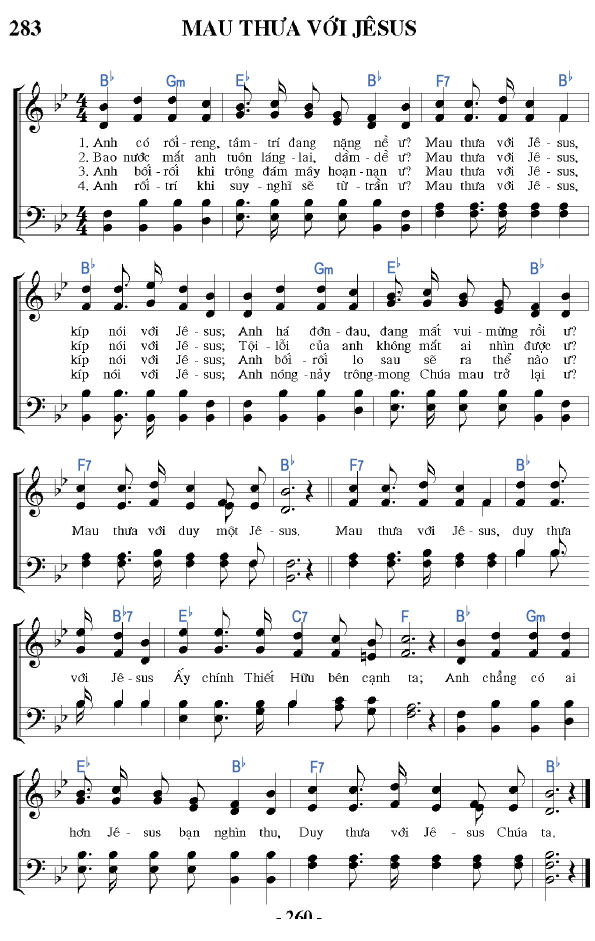 283 MAU THƯA VỚI JÊSUS
B♭ Gm E♭ B♭ F7 B♭
1. Anh có rối-reng, tâm-trí đang nặng nề ư? Mau thưa với Jê-sus,
2. Bao nước mắt anh tuôn láng-lai, dầm-dề ư? Mau thưa với Jê-sus,
3. Anh bối-rối khi trông đám mây hoạn-nạn ư? Mau thưa với Jê-sus,
4. Anh rối-trí khi suy-nghĩ sẽ từ-trần ư? Mau thưa với Jê-sus,
B♭ Gm E♭ B♭
kíp nói với Jê-sus; Anh há đớn-đau, đang mất vui-mừng rồi ư?
kíp nói với Jê-sus; Tội-lỗi của anh không mất ai nhìn được ư?
kíp nói với Jê-sus; Anh bối-rối lo sau sẽ ra thể nào ư?
kíp nói với Jê-sus; Anh nóng-nảy trông-mong Chúa mau trở lại ư?
F7 B♭ F7 B♭
Mau thưa với duy một Jê-sus. Mau thưa với Jê-sus, duy thưa
B♭7 E♭ C7 F B♭ Gm
với Jê-sus Ấy chính Thiết Hữu bên cạnh ta; Anh chẳng có ai
E♭ B♭ F7 B♭
hơn Jê-sus bạn nghìn thu, Duy thưa với Jê-sus Chúa ta.
- 260 -